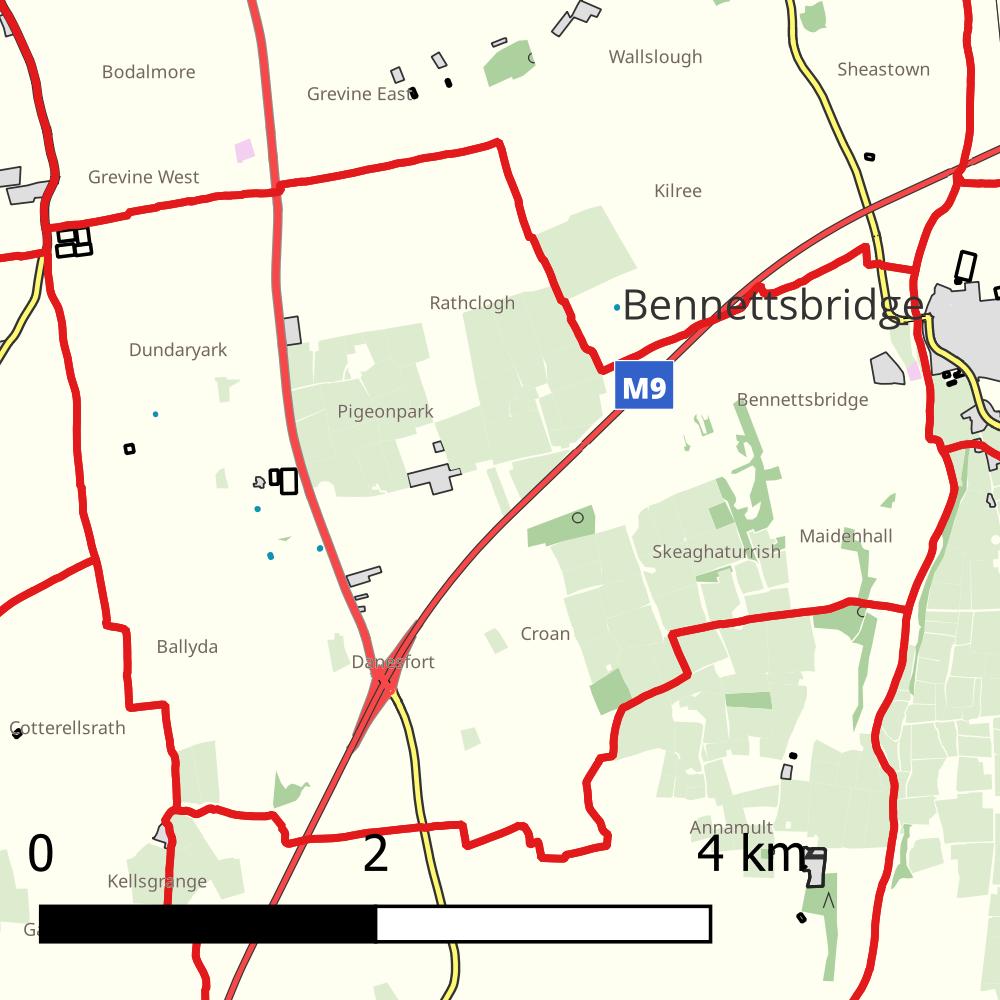 Wallslough
Bodalmore
Sheastown
Grevine East
Grevine West
Kilree
Rathclogh
Bennettsbridge
Dundaryark
M9
Bennettsbridge
Pigeonpark
Maidenhall
Skeaghaturrish
Croan
Ballyda
Danesfort
Cotterellsrath
Annamult
0 2 4 km
Kellsgrange